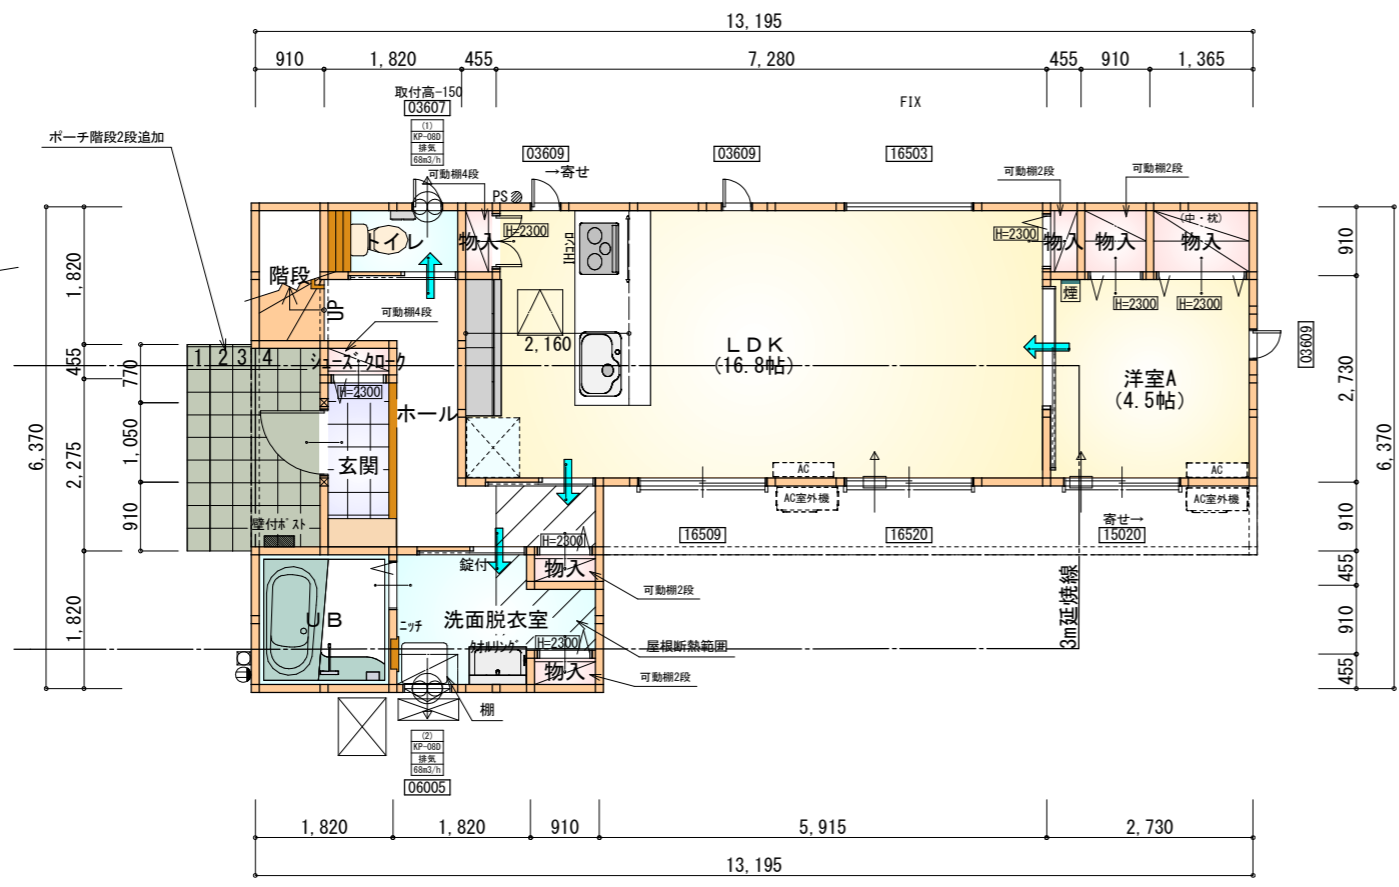 13,195
910
1,820
455
7,280
455
910
1,365
取付高-150
03607
FIX
(1)
KP-08D
排気
68m3/h
ポーチ階段2段追加
03609
→寄せ
03609
16503
可動棚4段
可動棚2段
可動棚2段
PS
トイレ
物入
H=2300
H=2300
物入
物入
(中・枕)
物入
IHコンロ
階段
UP
可動棚4段
煙
H=2300
H=2300
03609
1 2 3 4
シューズ・クローク
2,160
LDK
(16.8帖)
洋室A
(4.5帖)
H=2300
ホール
玄関
AC
AC
AC室外機
AC室外機
壁付ポスト
16509
16520
寄せ→
15020
H=2300
錠付
物入
可動棚2段
3m延焼線
UB
ニッチ
洗面脱衣室
タオルリング
H=2300
屋根断熱範囲
物入
可動棚2段
棚
(2)
KP-08D
排気
68m3/h
06005
6,370
1,820
455
2,275
1,820
770
1,050
910
910
2,730
910
455
910
455
6,370
1,820
1,820
910
5,915
2,730
13,195